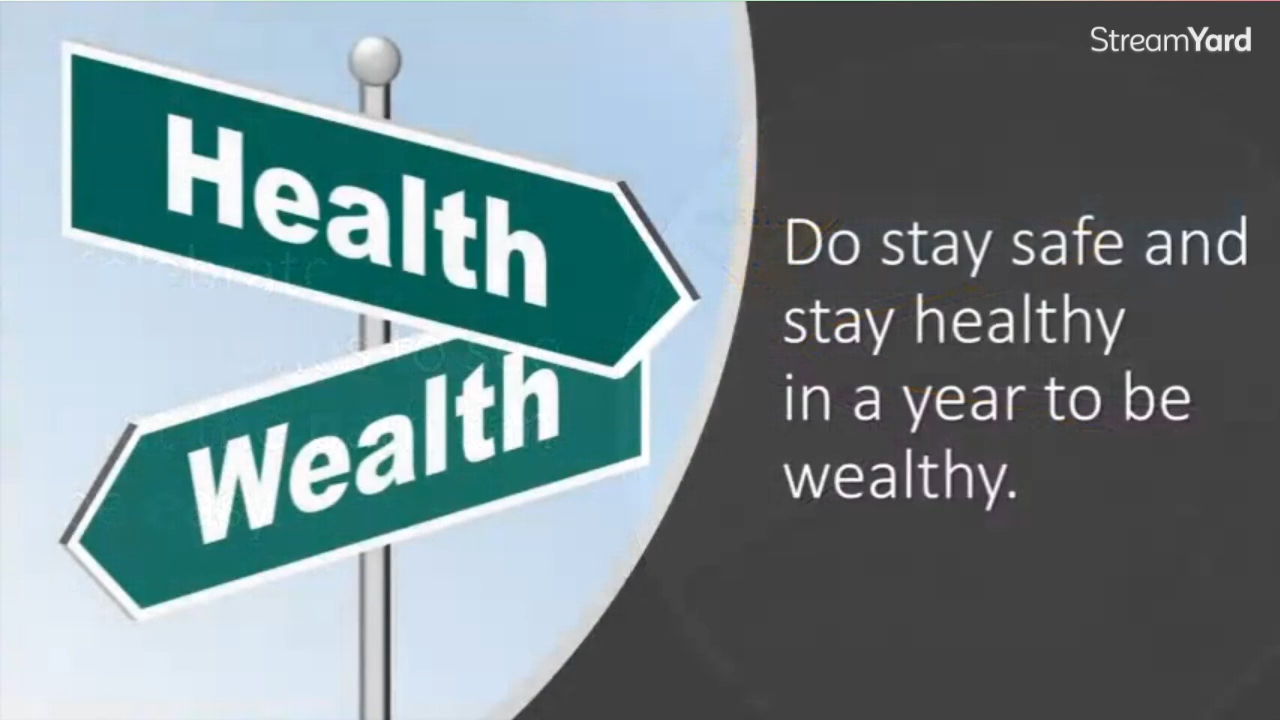 StreamYard
Health
Wealth
Do stay safe and
stay healthy
in a year to be
wealthy.